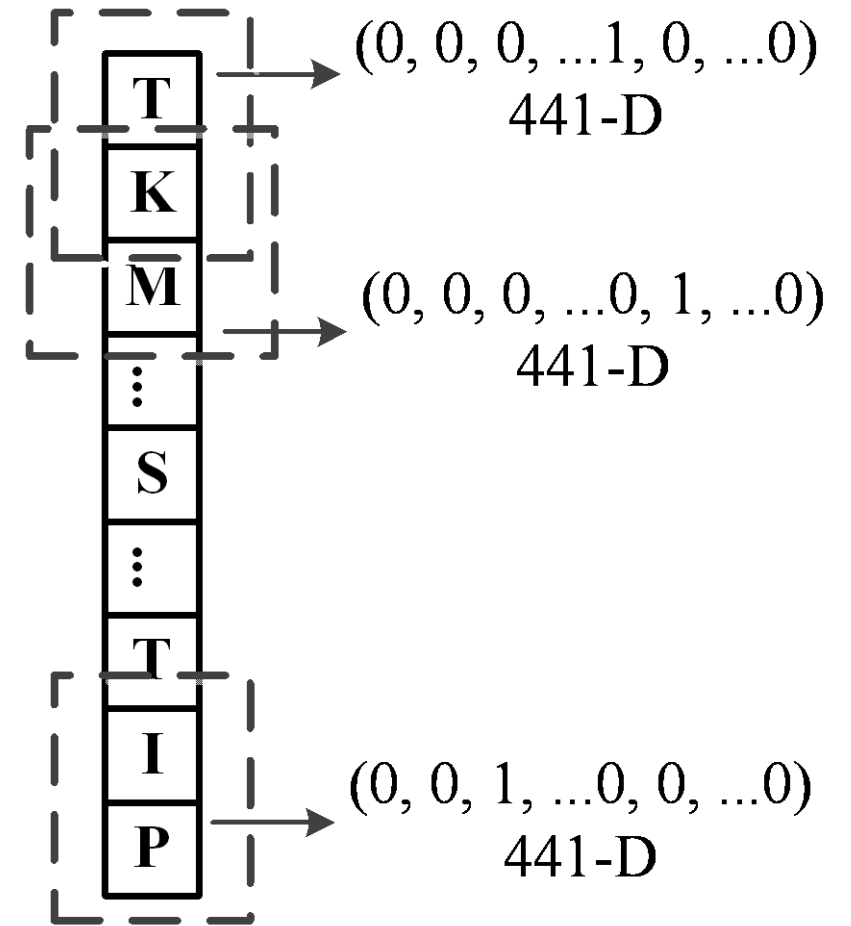 T
(0, 0, 0, ...1, 0, ...0)
441-D
K
M
(0, 0, 0, ...0, 1, ...0)
441-D
⋮
S
⋮
T
I
(0, 0, 1, ...0, 0, ...0)
441-D
P